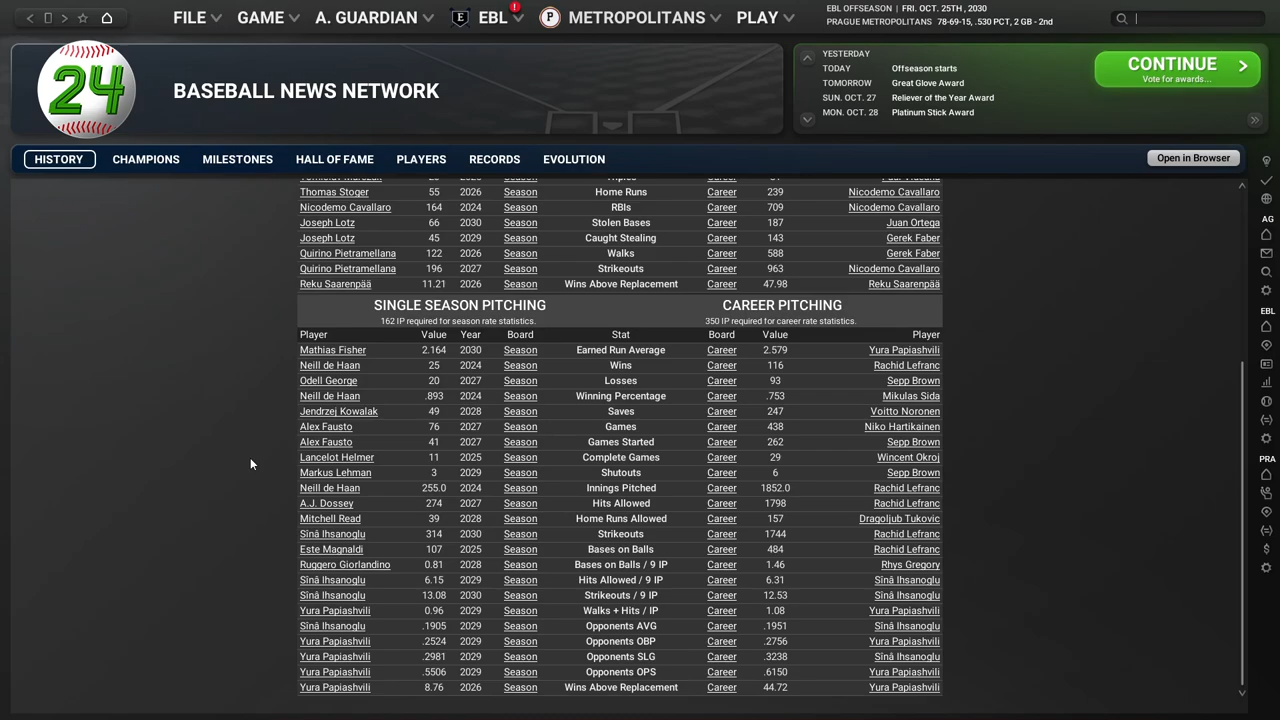 FILE GAME A. GUARDIAN EBL METROPOLITANS PLAY
EBL OFFSEASON | FRI. OCT. 25TH, 2030
PRAGUE METROPOLITANS 78-69-15, .530 PCT, 2 GB - 2nd
24
BASEBALL NEWS NETWORK
YESTERDAY
TODAY Offseason starts
TOMORROW Great Glove Award
SUN. OCT. 27 Reliever of the Year Award
MON. OCT. 28 Platinum Stick Award
CONTINUE
Vote for awards...
HISTORY CHAMPIONS MILESTONES HALL OF FAME PLAYERS RECORDS EVOLUTION Open in Browser
Thomas Stoger 55 2026 Season Home Runs Career 239 Nicodemo Cavallaro
Nicodemo Cavallaro 164 2024 Season RBIs Career 709 Nicodemo Cavallaro
Joseph Lotz 66 2030 Season Stolen Bases Career 187 Juan Ortega
Joseph Lotz 45 2029 Season Caught Stealing Career 143 Gerek Faber
Quirino Pietramellana 122 2026 Season Walks Career 588 Gerek Faber
Quirino Pietramellana 196 2027 Season Strikeouts Career 963 Nicodemo Cavallaro
Reku Saarenpää 11.21 2026 Season Wins Above Replacement Career 47.98 Reku Saarenpää
SINGLE SEASON PITCHING CAREER PITCHING
162 IP required for season rate statistics. 350 IP required for career rate statistics.
Player Value Year Board Stat Board Value Player
Mathias Fisher 2.164 2030 Season Earned Run Average Career 2.579 Yura Papiashvili
Neill de Haan 25 2024 Season Wins Career 116 Rachid Lefranc
Odell George 20 2027 Season Losses Career 93 Sepp Brown
Neill de Haan .893 2024 Season Winning Percentage Career .753 Mikulas Sida
Jendrzej Kowalak 49 2028 Season Saves Career 247 Voitto Noronen
Alex Fausto 76 2027 Season Games Career 438 Niko Hartikainen
Alex Fausto 41 2027 Season Games Started Career 262 Sepp Brown
Lancelot Helmer 11 2025 Season Complete Games Career 29 Wincent Okroj
Markus Lehman 3 2029 Season Shutouts Career 6 Sepp Brown
Neill de Haan 255.0 2024 Season Innings Pitched Career 1852.0 Rachid Lefranc
A.J. Dossey 274 2027 Season Hits Allowed Career 1798 Rachid Lefranc
Mitchell Read 39 2028 Season Home Runs Allowed Career 157 Dragoljub Tukovic
Sînâ Ihsanoglu 314 2030 Season Strikeouts Career 1744 Rachid Lefranc
Este Magnaldi 107 2025 Season Bases on Balls Career 484 Rachid Lefranc
Ruggero Giorlandino 0.81 2028 Season Bases on Balls / 9 IP Career 1.46 Rhys Gregory
Sînâ Ihsanoglu 6.15 2029 Season Hits Allowed / 9 IP Career 6.31 Sînâ Ihsanoglu
Sînâ Ihsanoglu 13.08 2030 Season Strikeouts / 9 IP Career 12.53 Sînâ Ihsanoglu
Yura Papiashvili 0.96 2029 Season Walks + Hits / IP Career 1.08 Yura Papiashvili
Sînâ Ihsanoglu .1905 2029 Season Opponents AVG Career .1951 Sînâ Ihsanoglu
Yura Papiashvili .2524 2029 Season Opponents OBP Career .2756 Yura Papiashvili
Yura Papiashvili .2981 2029 Season Opponents SLG Career .3238 Sînâ Ihsanoglu
Yura Papiashvili .5506 2029 Season Opponents OPS Career .6150 Yura Papiashvili
Yura Papiashvili 8.76 2026 Season Wins Above Replacement Career 44.72 Yura Papiashvili
AG
EBL
PRA